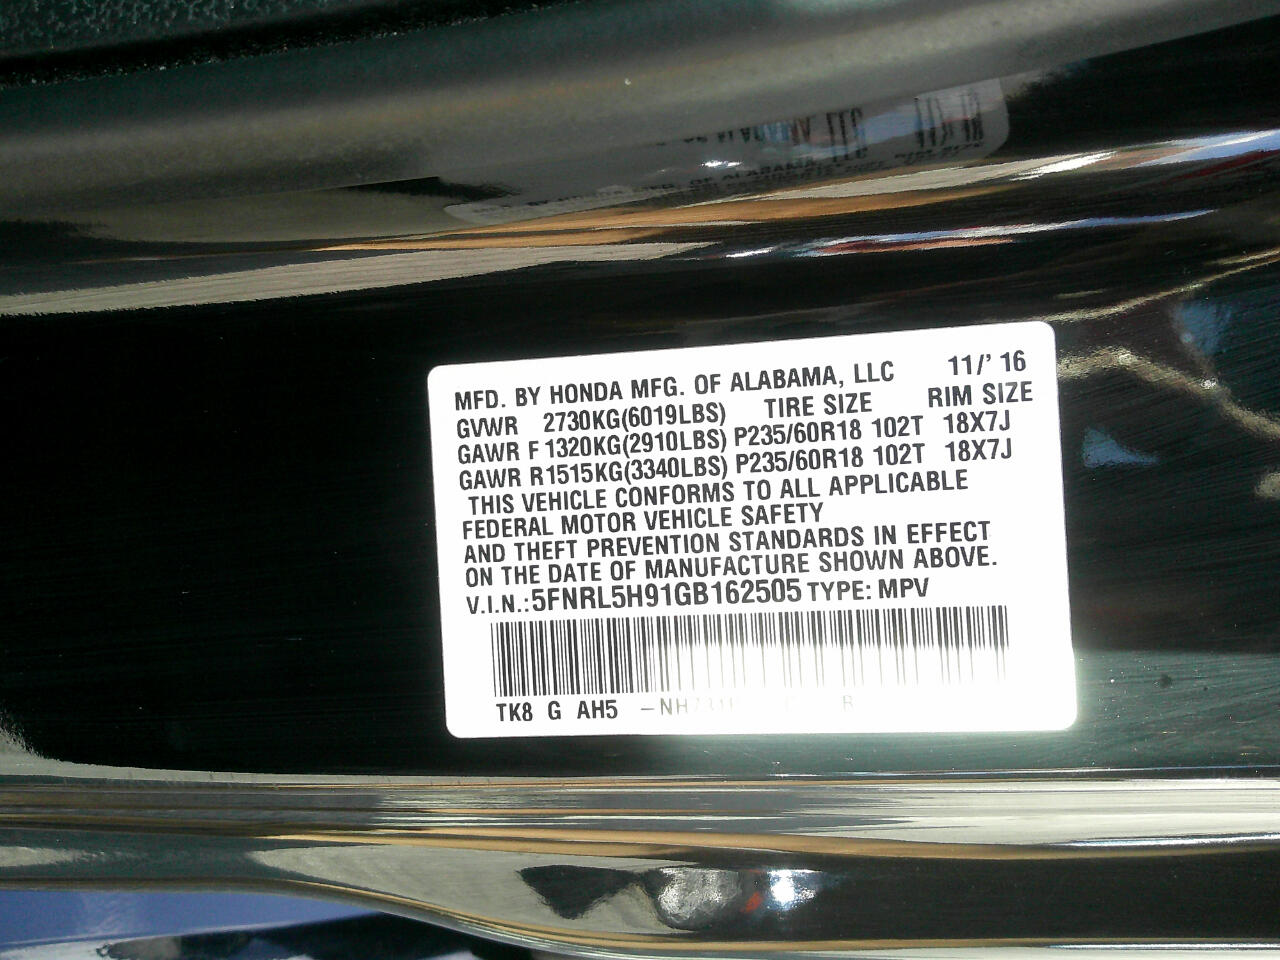 MFD. BY HONDA MFG. OF ALABAMA, LLC 11/' 16
GVWR 2730KG(6019LBS) TIRE SIZE RIM SIZE
GAWR F 1320KG(2910LBS) P235/60R18 102T 18X7J
GAWR R1515KG(3340LBS) P235/60R18 102T 18X7J
THIS VEHICLE CONFORMS TO ALL APPLICABLE
FEDERAL MOTOR VEHICLE SAFETY
AND THEFT PREVENTION STANDARDS IN EFFECT
ON THE DATE OF MANUFACTURE SHOWN ABOVE.
V.I.N.:5FNRL5H91GB162505 TYPE: MPV
TK8 G AH5